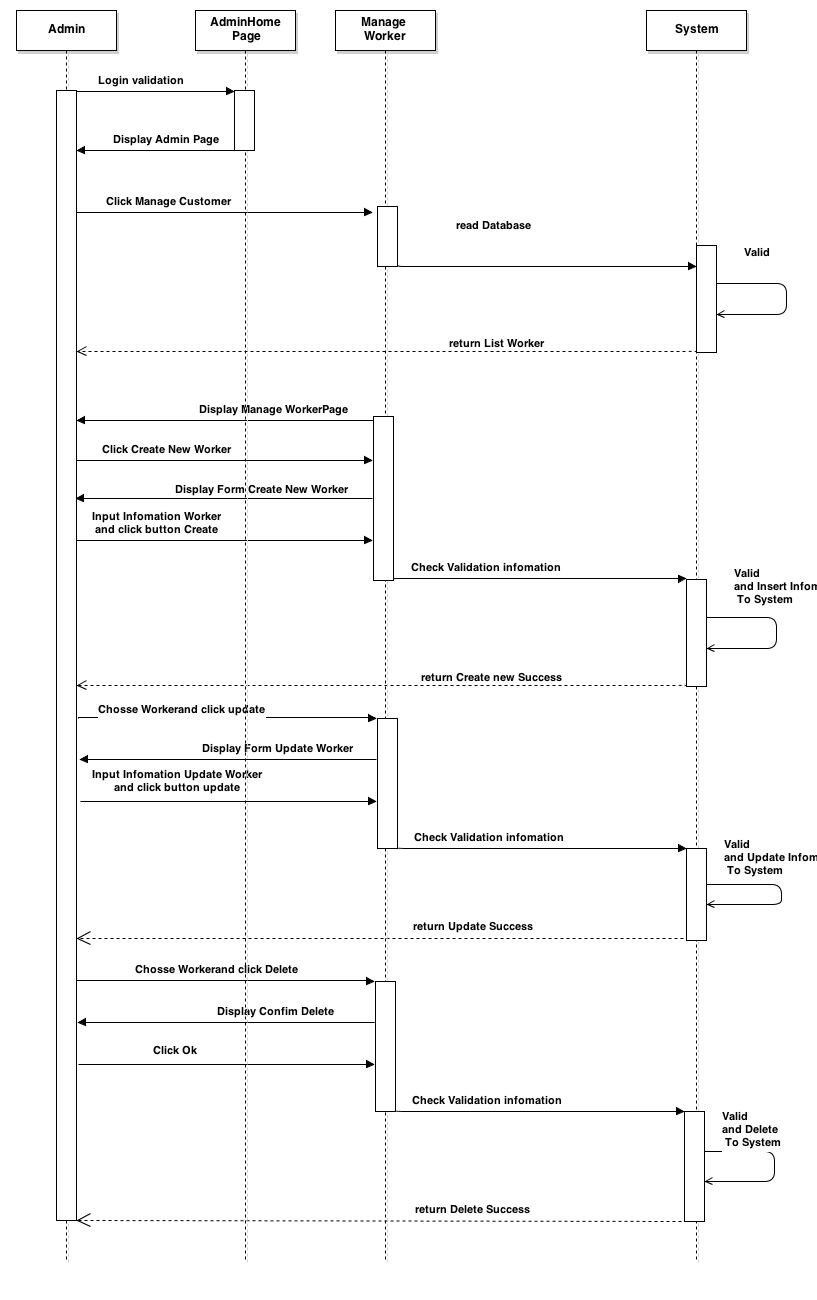 Admin
AdminHome
Page
Manage
Worker
System
Login validation
Display Admin Page
Click Manage Customer
read Database
Valid
return List Worker
Display Manage WorkerPage
Click Create New Worker
Display Form Create New Worker
Input Infomation Worker
and click button Create
Check Validation infomation
Valid
and Insert Infom
To System
return Create new Success
Chosse Workerand click update
Display Form Update Worker
Input Infomation Update Worker
and click button update
Check Validation infomation
Valid
and Update Infom
To System
return Update Success
Chosse Workerand click Delete
Display Confim Delete
Click Ok
Check Validation infomation
Valid
and Delete
To System
return Delete Success